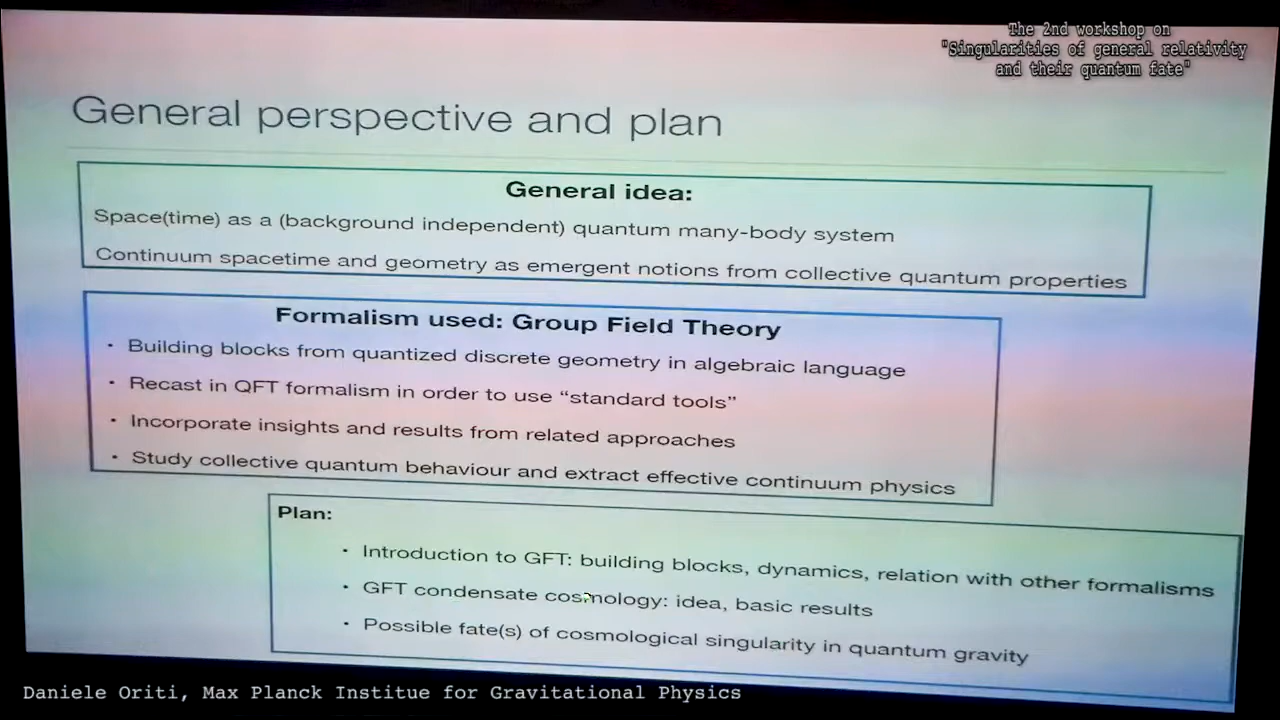 The 2nd workshop on
"Singularities of general relativity
and their quantum fate"
General perspective and plan
General idea:
Space(time) as a (background independent) quantum many-body system
Continuum spacetime and geometry as emergent notions from collective quantum properties
Formalism used: Group Field Theory
• Building blocks from quantized discrete geometry in algebraic language
• Recast in QFT formalism in order to use “standard tools”
• Incorporate insights and results from related approaches
• Study collective quantum behaviour and extract effective continuum physics
Plan:
• Introduction to GFT: building blocks, dynamics, relation with other formalisms
• GFT condensate cosmology: idea, basic results
• Possible fate(s) of cosmological singularity in quantum gravity
Daniele Oriti, Max Planck Institue for Gravitational Physics